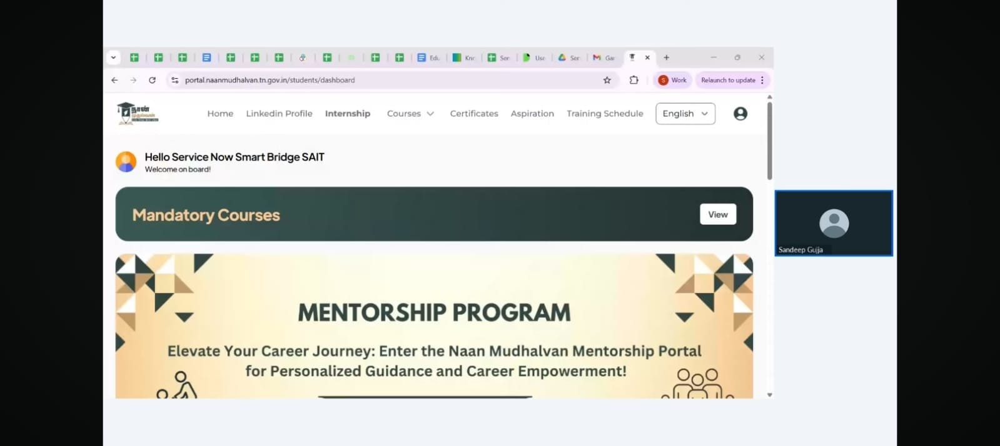 Edu
Knc
Ser
Use
Ser
Gar
portal.naanmudhalvan.tn.gov.in/students/dashboard
S
Work
Relaunch to update
நான்
Home
Linkedin Profile
Internship
Courses
Certificates
Aspiration
Training Schedule
English
Hello Service Now Smart Bridge SAIT
Welcome on board!
Mandatory Courses
View
MENTORSHIP PROGRAM
Elevate Your Career Journey: Enter the Naan Mudhalvan Mentorship Portal
for Personalized Guidance and Career Empowerment!
Sandeep Gujja